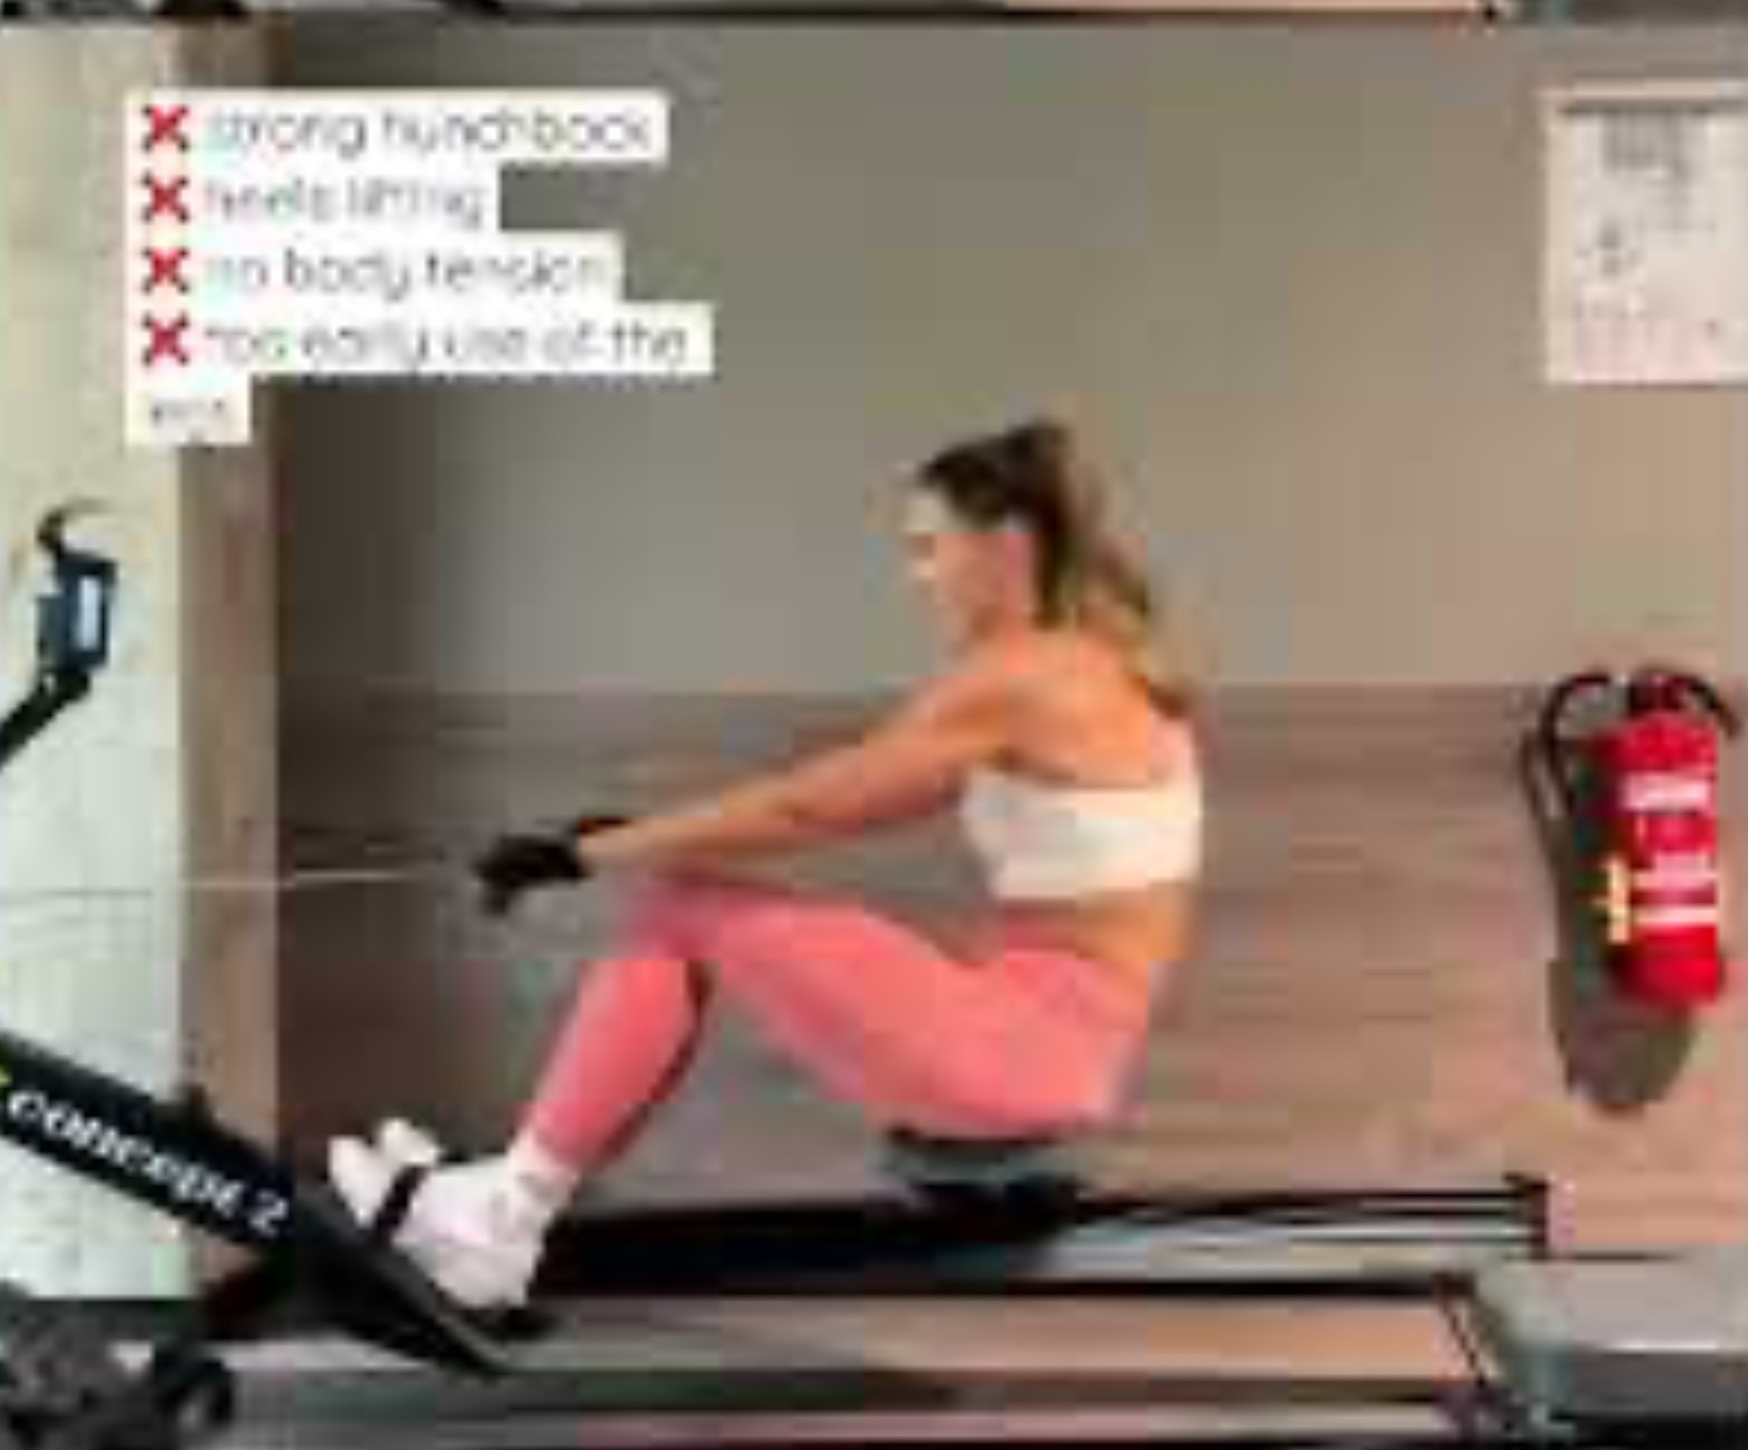 ❌ strong hunchback
❌ heels lifting
❌ no body tension
❌ too early use of the
concept 2